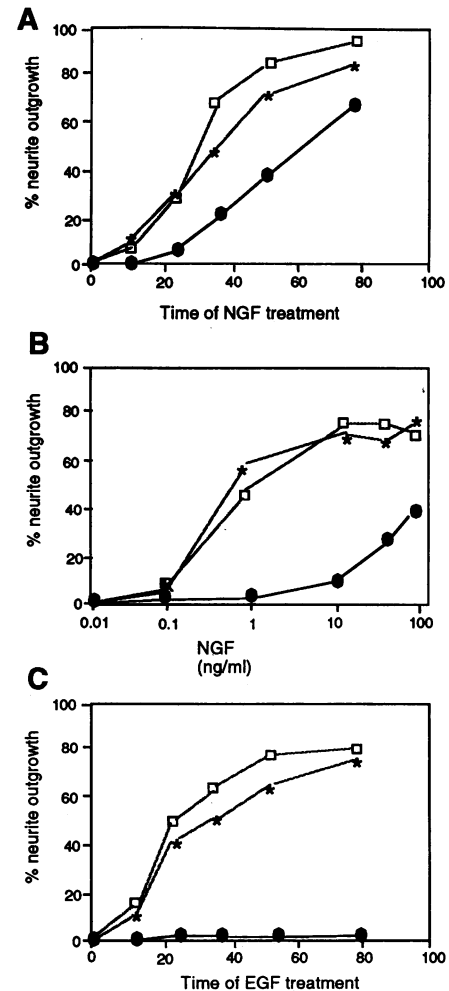 A
% neurite outgrowth
100
80
60
40
20
0
0 20 40 60 80 100
Time of NGF treatment
B
% neurite outgrowth
100
80
60
40
20
0
0.01 0.1 1 10 100
NGF
(ng/ml)
C
% neurite outgrowth
100
80
60
40
20
0
0 20 40 60 80 100
Time of EGF treatment